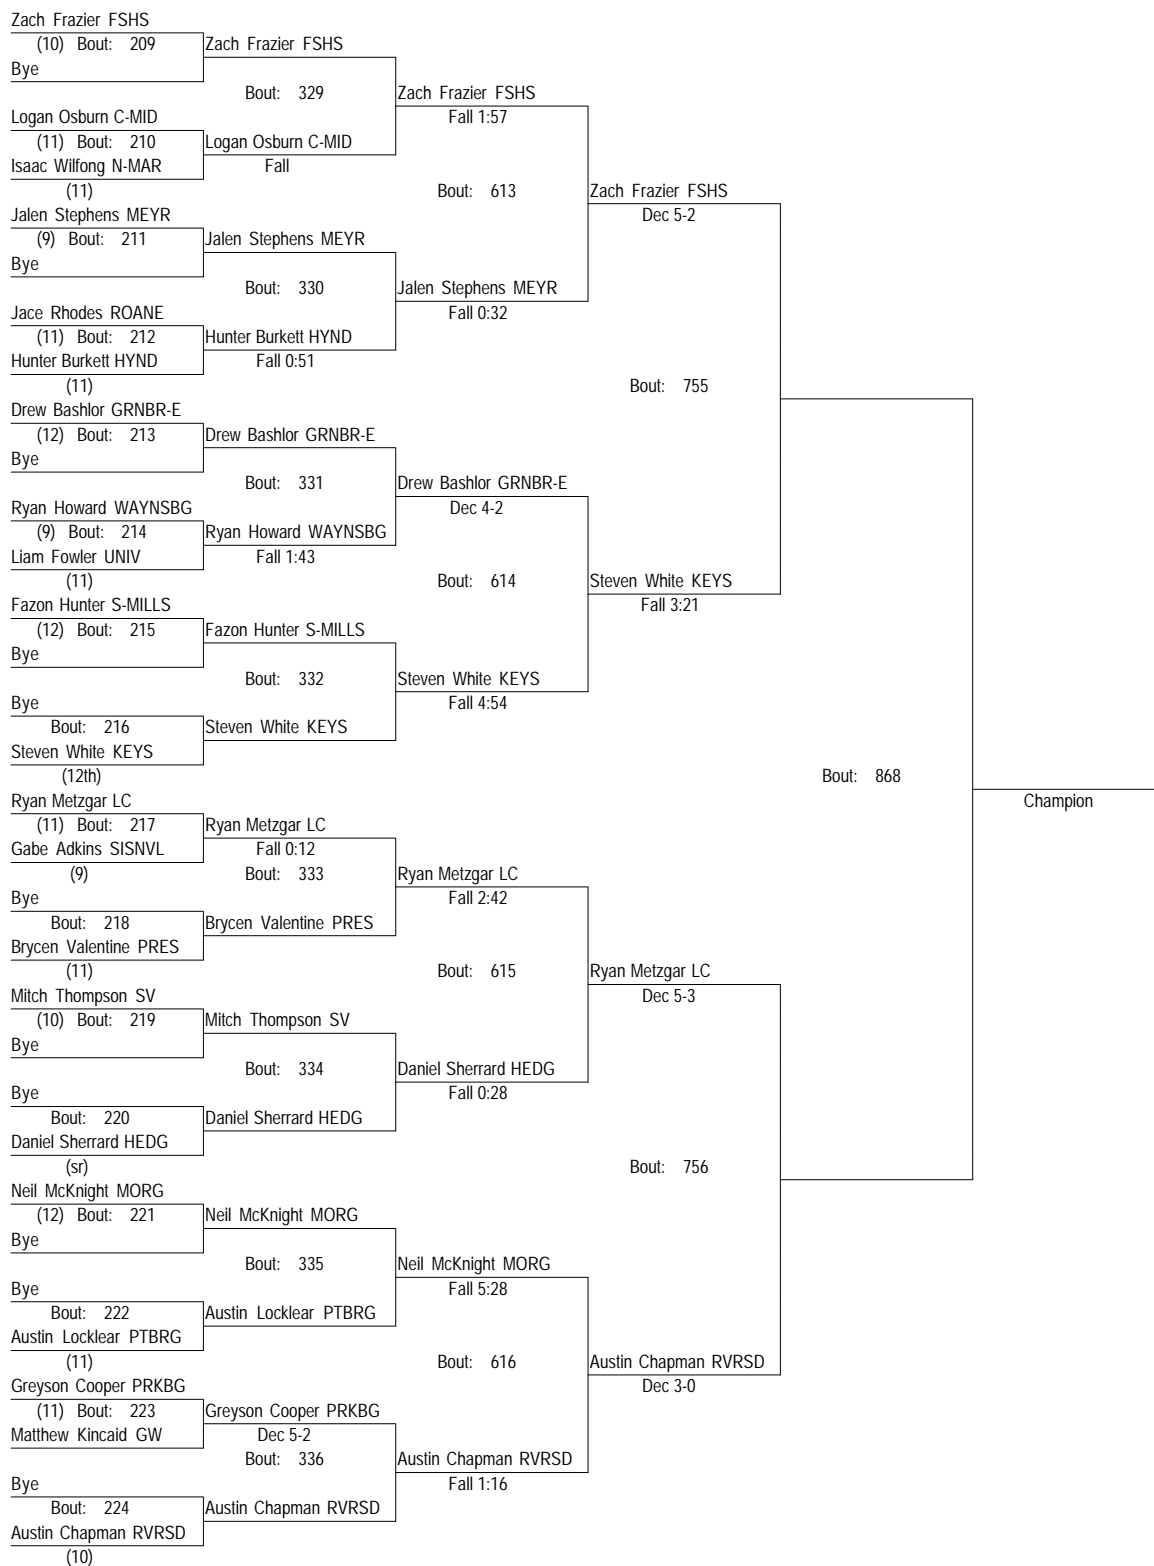 Zach Frazier FSHS
(10) Bout: 209 Zach Frazier FSHS
Bye
Bout: 329 Zach Frazier FSHS
Logan Osburn C-MID Fall 1:57
(11) Bout: 210 Logan Osburn C-MID
Isaac Wilfong N-MAR Fall
(11) Bout: 613 Zach Frazier FSHS
Jalen Stephens MEYR Dec 5-2
(9) Bout: 211 Jalen Stephens MEYR
Bye
Bout: 330 Jalen Stephens MEYR
Jace Rhodes ROANE Fall 0:32
(11) Bout: 212 Hunter Burkett HYND
Hunter Burkett HYND Fall 0:51
(11) Bout: 755
Drew Bashlor GRNBR-E
(12) Bout: 213 Drew Bashlor GRNBR-E
Bye
Bout: 331 Drew Bashlor GRNBR-E
Ryan Howard WAYNSBG Dec 4-2
(9) Bout: 214 Ryan Howard WAYNSBG
Liam Fowler UNIV Fall 1:43
(11) Bout: 614 Steven White KEYS
Fazon Hunter S-MILLS Fall 3:21
(12) Bout: 215 Fazon Hunter S-MILLS
Bye
Bout: 332 Steven White KEYS
Bye Fall 4:54
Bout: 216 Steven White KEYS
Steven White KEYS
(12th) Bout: 868
Ryan Metzgar LC Champion
(11) Bout: 217 Ryan Metzgar LC
Gabe Adkins SISNVL Fall 0:12
(9) Bout: 333 Ryan Metzgar LC
Bye Fall 2:42
Bout: 218 Brycen Valentine PRES
Brycen Valentine PRES
(11) Bout: 615 Ryan Metzgar LC
Mitch Thompson SV Dec 5-3
(10) Bout: 219 Mitch Thompson SV
Bye
Bout: 334 Daniel Sherrard HEDG
Bye Fall 0:28
Bout: 220 Daniel Sherrard HEDG
Daniel Sherrard HEDG
(sr) Bout: 756
Neil McKnight MORG
(12) Bout: 221 Neil McKnight MORG
Bye
Bout: 335 Neil McKnight MORG
Bye Fall 5:28
Bout: 222 Austin Locklear PTBRG
Austin Locklear PTBRG
(11) Bout: 616 Austin Chapman RVRSD
Greyson Cooper PRKBG Dec 3-0
(11) Bout: 223 Greyson Cooper PRKBG
Matthew Kincaid GW Dec 5-2
Bout: 336 Austin Chapman RVRSD
Bye Fall 1:16
Bout: 224 Austin Chapman RVRSD
Austin Chapman RVRSD
(10)